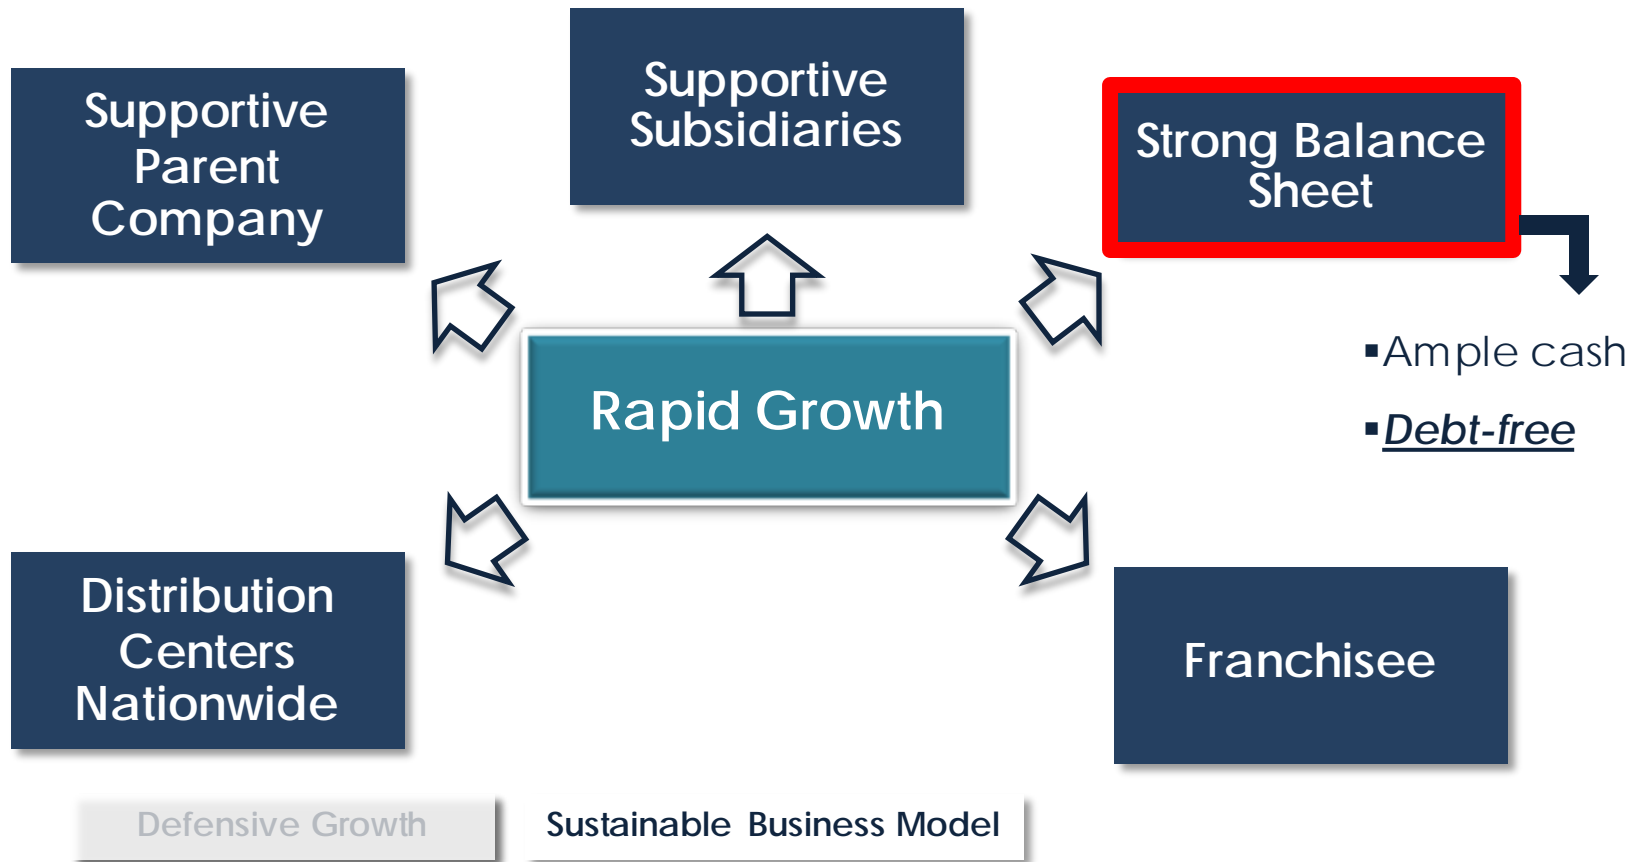 Supportive
Parent
Company
Supportive
Subsidiaries
Strong Balance
Sheet
▪Ample cash
▪Debt-free
Rapid Growth
Distribution
Centers
Nationwide
Franchisee
Defensive Growth
Sustainable Business Model